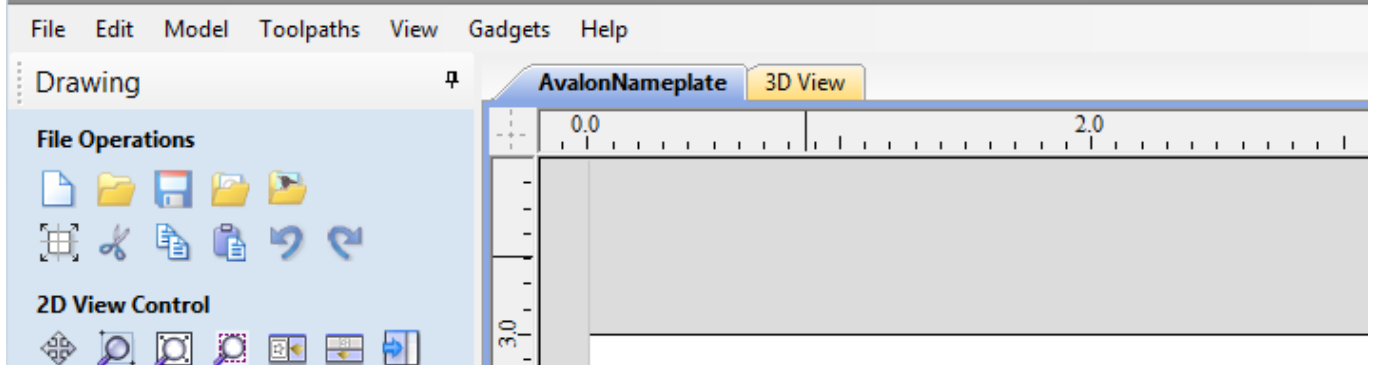 File Edit Model Toolpaths View Gadgets Help
Drawing
AvalonNameplate 3D View
File Operations
0.0 2.0
2D View Control
3.0